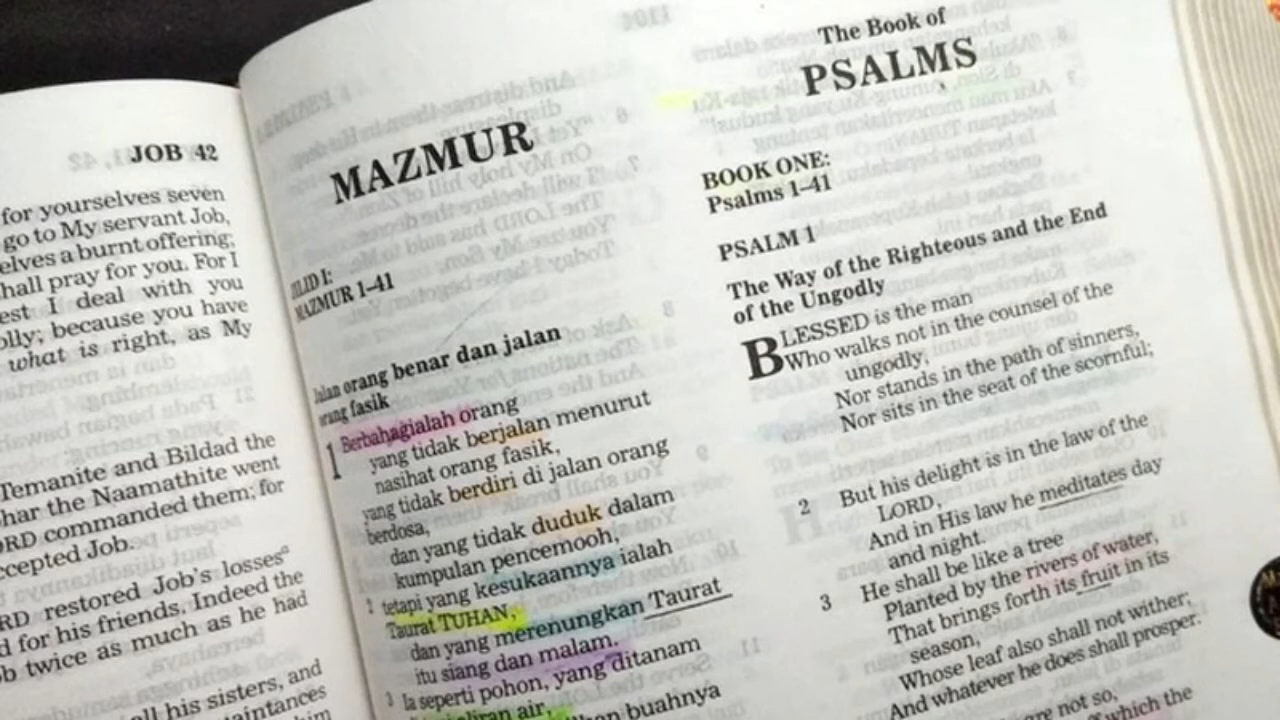 JOB 42
for yourselves seven
go to My servant Job,
elves a burnt offering;
hall pray for you. For I
est I deal with you
olly; because you have
what is right, as My
Temanite and Bildad the
har the Naamathite went
ORD commanded them; for
ccepted Job.
RD restored Job's losses
d for his friends. Indeed the
b twice as much as he had
all his sisters, and
aintances
him
MAZMUR
JILID I:
MAZMUR 1–41
Jalan orang benar dan jalan
orang fasik
1 Berbahagialah orang
yang tidak berjalan menurut
nasihat orang fasik,
yang tidak berdiri di jalan orang
berdosa,
dan yang tidak duduk dalam
kumpulan pencemooh,
2 tetapi yang kesukaannya ialah
Taurat TUHAN,
dan yang merenungkan Taurat
itu siang dan malam.
3 Ia seperti pohon, yang ditanam
aliran air,
buahnya
The Book of
PSALMS
BOOK ONE:
Psalms 1–41
PSALM 1
The Way of the Righteous and the End
of the Ungodly
BLESSED is the man
Who walks not in the counsel of the
ungodly,
Nor stands in the path of sinners,
Nor sits in the seat of the scornful;
2 But his delight is in the law of the
LORD,
And in His law he meditates day
and night.
3 He shall be like a tree
Planted by the rivers of water,
That brings forth its fruit in its
season,
Whose leaf also shall not wither;
And whatever he does shall prosper.
are not so,
which the